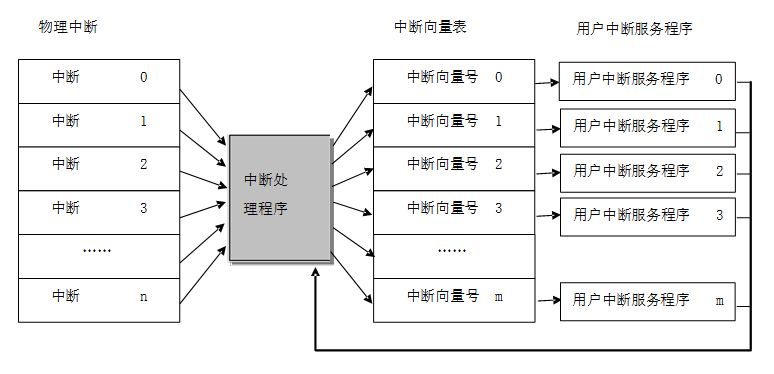 物理中断
中断向量表
用户中断服务程序
中断 0
中断 1
中断 2
中断 3
……
中断 n
中断处
理程序
中断向量号 0
中断向量号 1
中断向量号 2
中断向量号 3
……
中断向量号 m
用户中断服务程序 0
用户中断服务程序 1
用户中断服务程序 2
用户中断服务程序 3
用户中断服务程序 m